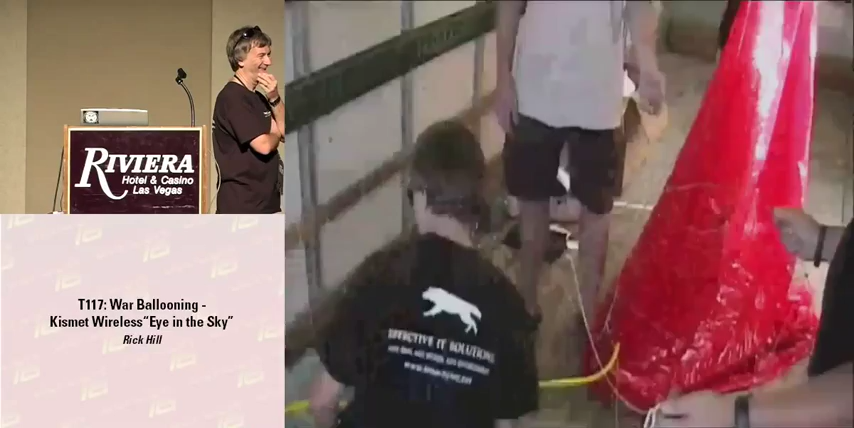 RIVIERA
Hotel & Casino
Las Vegas
T117: War Ballooning -
Kismet Wireless“Eye in the Sky”
Rick Hill
EFFECTIVE IT SOLUTIONS